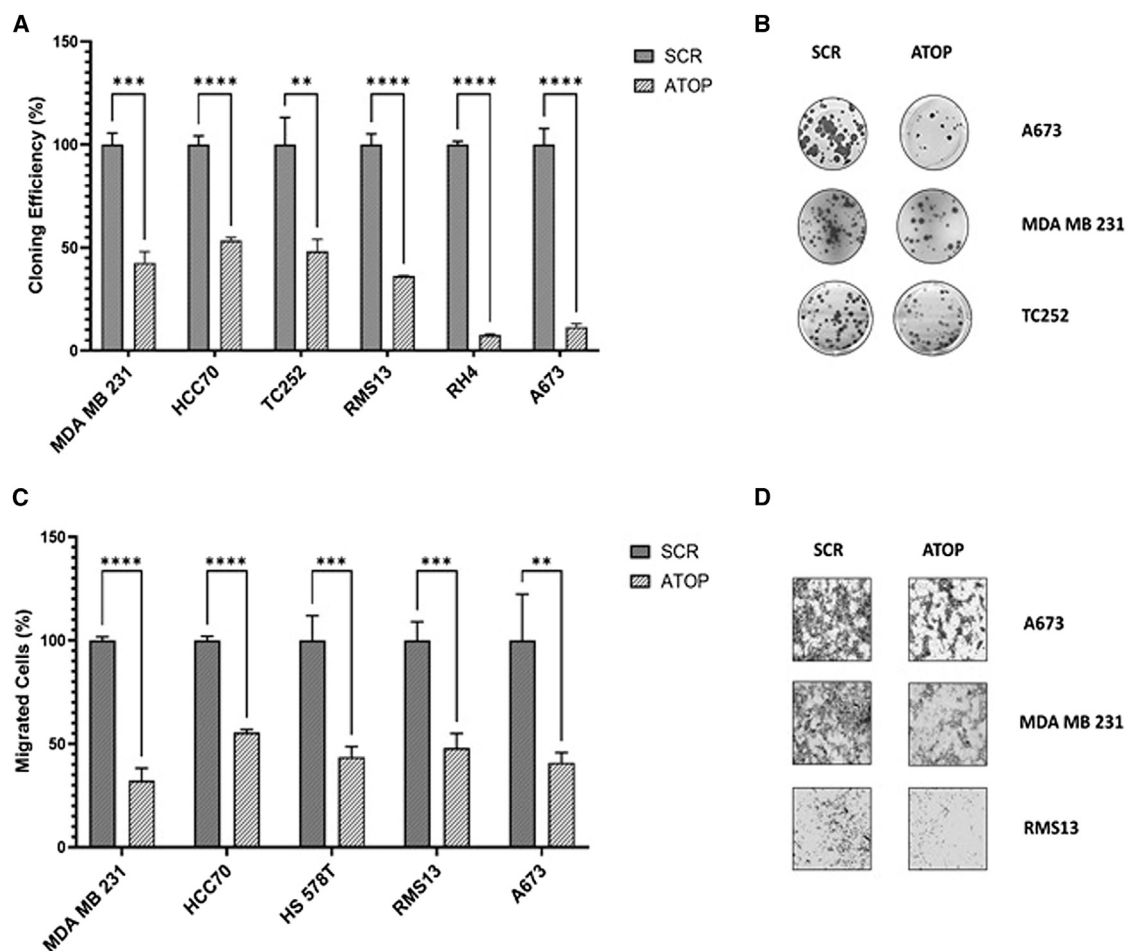 A
150
100
50
0
Cloning Efficiency (%)
*** **** ** **** **** ****
SCR
ATOP
MDA MB 231
HCC70
TC252
RMS13
RH4
A673
B
SCR ATOP
A673
MDA MB 231
TC252
C
150
100
50
0
Migrated Cells (%)
**** **** *** *** **
SCR
ATOP
MDA MB 231
HCC70
HS 578T
RMS13
A673
D
SCR ATOP
A673
MDA MB 231
RMS13